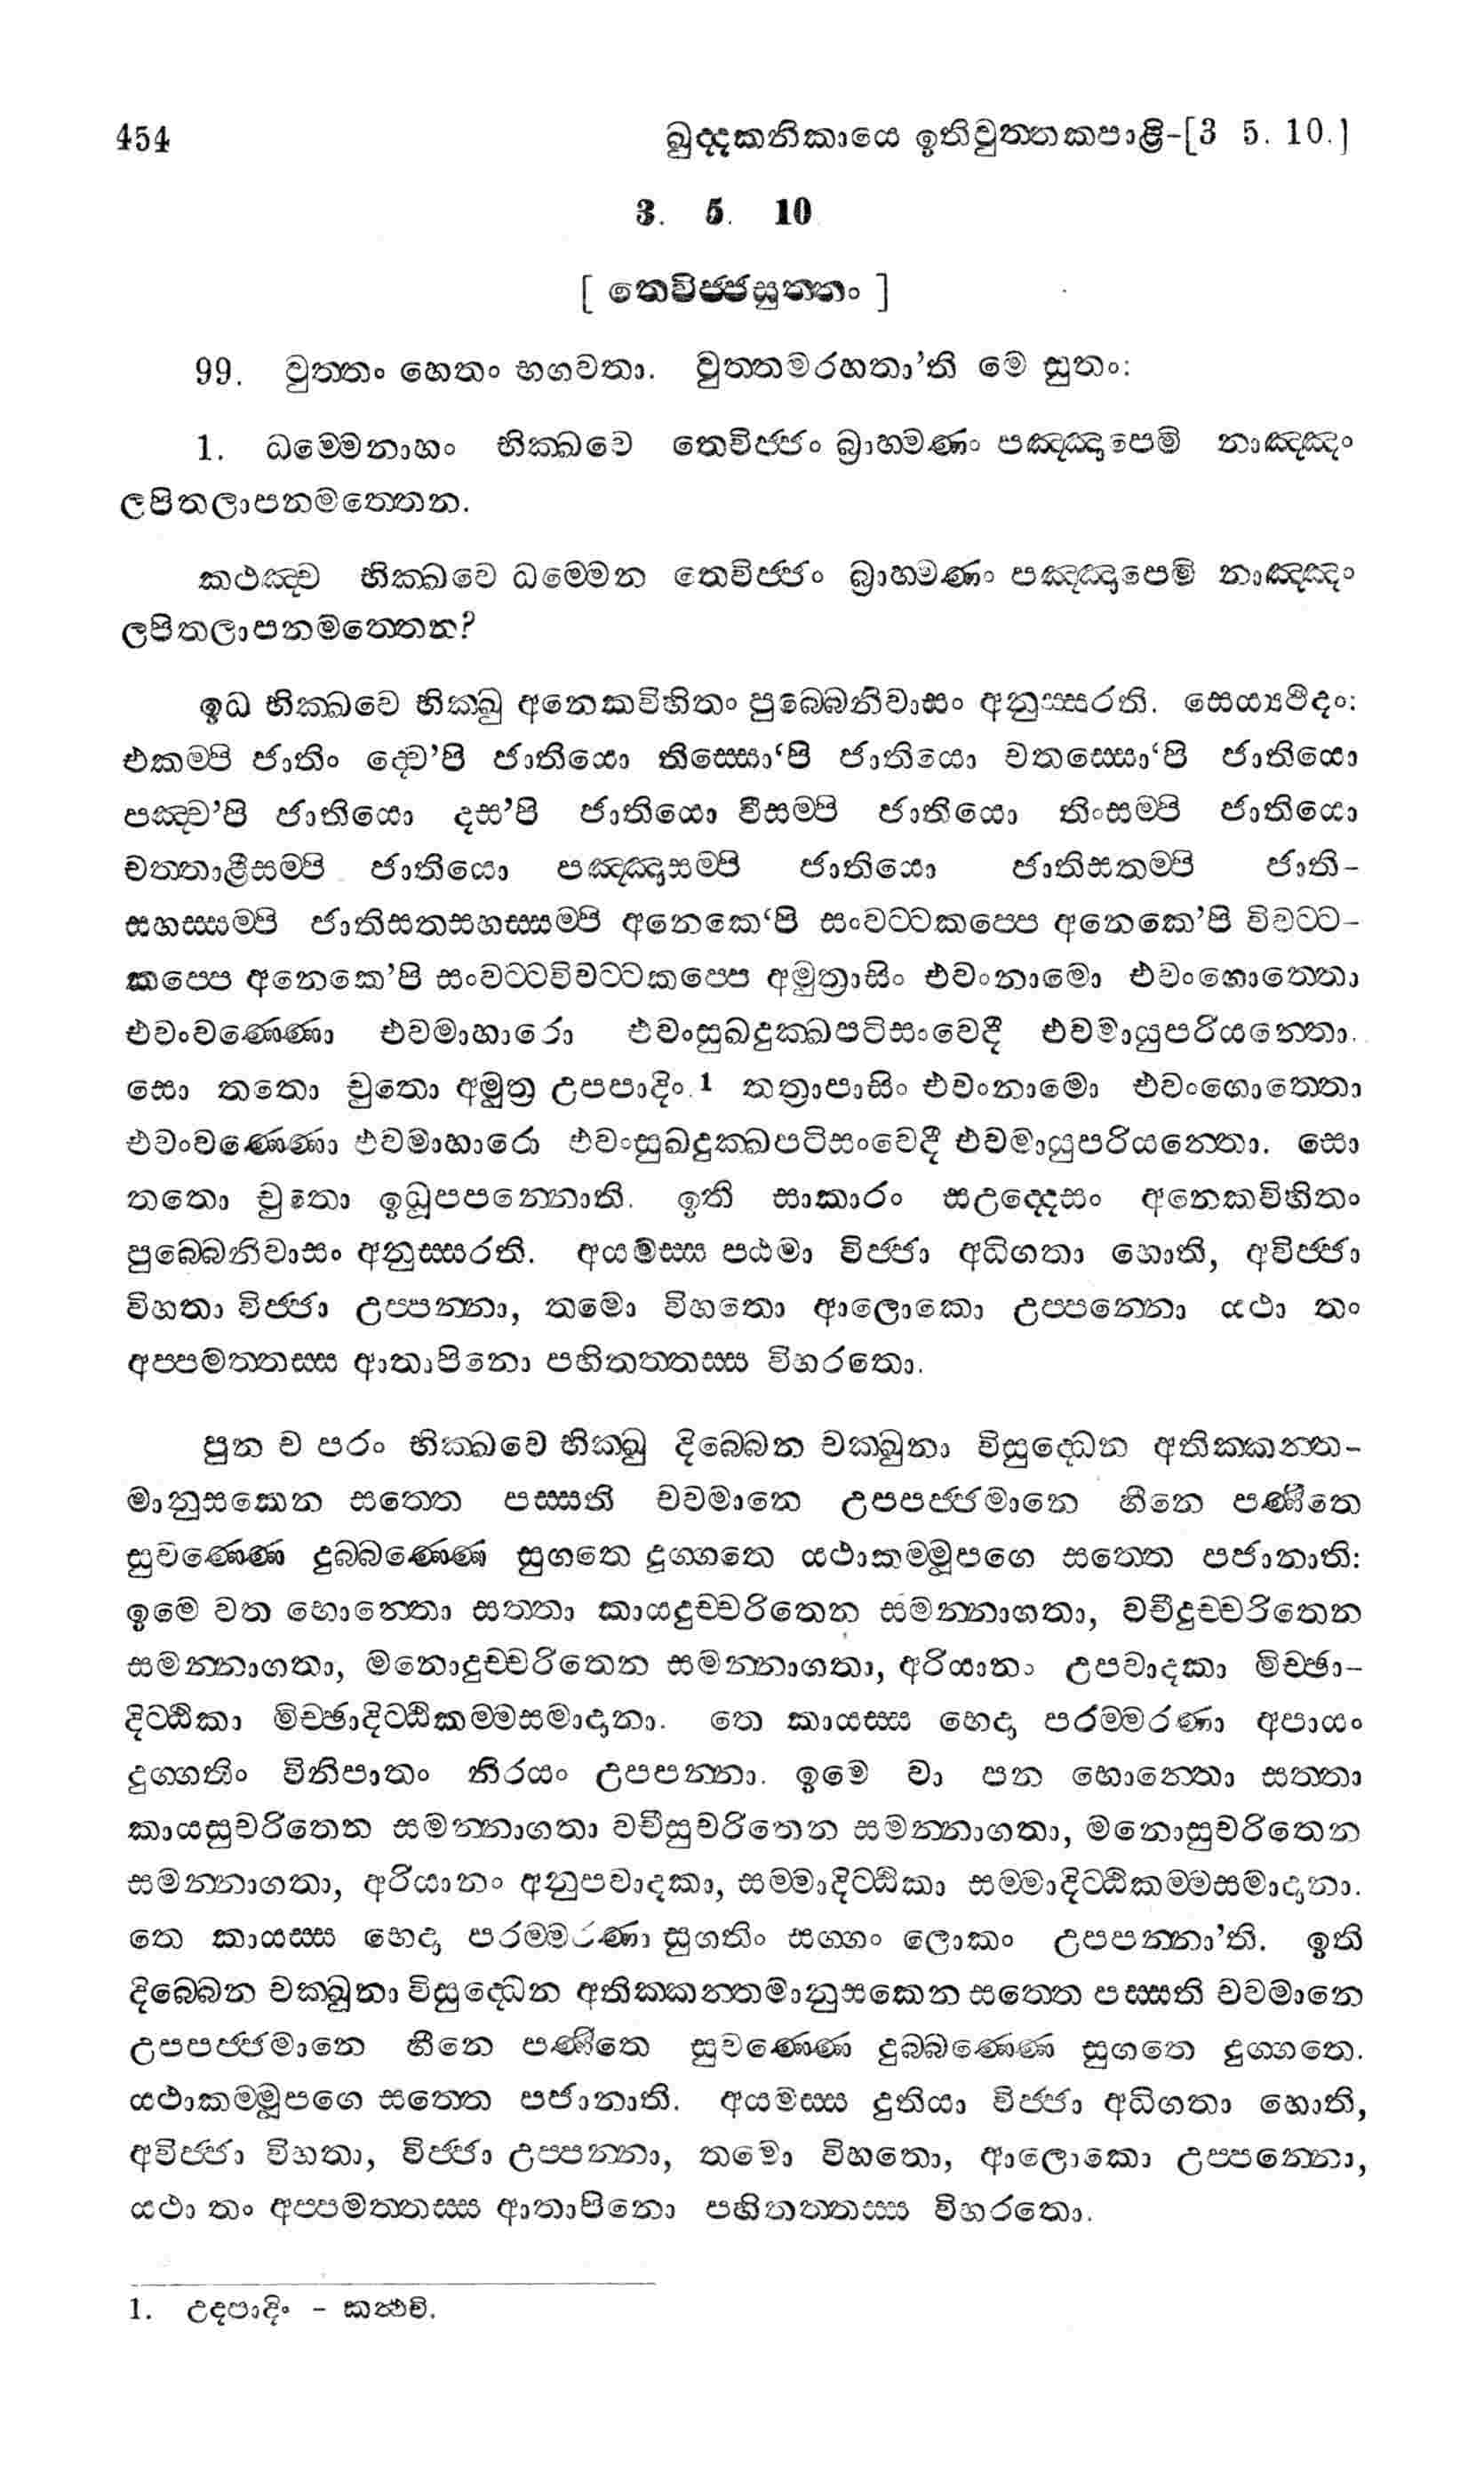 454 ඛුද්දකනිකායෙ ඉතිවුත්තකපාළි-[3 5. 10.]
3. 5. 10
[ තෙවිජ්ජසුත්තං ]
99. වුත්තං හෙතං භගවතා. වුත්තමරහතා’ති මෙ සුතං:
1. ධම්මෙනාහං භික්ඛවෙ තෙවිජ්ජං බ්‍රාහ්මණං පඤ්ඤාපෙමි නාඤ්ඤං
ලපිතලාපනමත්තෙන.
කථඤ්ච භික්ඛවෙ ධම්මෙන තෙවිජ්ජං බ්‍රාහ්මණං පඤ්ඤාපෙමි නාඤ්ඤං
ලපිතලාපනමත්තෙන?
ඉධ භික්ඛවෙ භික්ඛු අනෙකවිහිතං පුබ්බෙනිවාසං අනුස්සරති. සෙය්‍යථිදං:
එකම්පි ජාතිං ද්වෙ’පි ජාතියො තිස්සො‘පි ජාතියො චතස්සො‘පි ජාතියො
පඤ්ච’පි ජාතියො දස’පි ජාතියො වීසම්පි ජාතියො තිංසම්පි ජාතියො
චත්තාළීසම්පි ජාතියො පඤ්ඤාසම්පි ජාතියො ජාතිසතම්පි ජාති-
සහස්සම්පි ජාතිසතසහස්සම්පි අනෙකෙ‘පි සංවට්ටකප්පෙ අනෙකෙ’පි විවට්ට-
කප්පෙ අනෙකෙ’පි සංවට්ටවිවට්ටකප්පෙ අමුත්‍රාසිං එවංනාමො එවංගොත්තො
එවංවණ්ණො එවමාහාරො එවංසුඛදුක්ඛපටිසංවෙදී එවමායුපරියන්තො.
සො තතො චුතො අමුත්‍ර උපපාදිං.1 තත්‍රාපාසිං එවංනාමො එවංගොත්තො
එවංවණ්ණො එවමාහාරො එවංසුඛදුක්ඛපටිසංවෙදී එවමායුපරියන්තො. සො
තතො චුතො ඉධූපපන්නොති. ඉති සාකාරං සඋද්දෙසං අනෙකවිහිතං
පුබ්බෙනිවාසං අනුස්සරති. අයමස්ස පඨමා විජ්ජා අධිගතා හොති, අවිජ්ජා
විහතා විජ්ජා උප්පන්නා, තමො විහතො ආලොකො උප්පන්නො යථා තං
අප්පමත්තස්ස ආතාපිනො පහිතත්තස්ස විහරතො.
පුන ච පරං භික්ඛවෙ භික්ඛු දිබ්බෙන චක්ඛුනා විසුද්ධෙන අතික්කන්ත-
මානුසකෙන සත්තෙ පස්සති චවමානෙ උපපජ්ජමානෙ හීනෙ පණීතෙ
සුවණ්ණෙ දුබ්බණ්ණෙ සුගතෙ දුග්ගතෙ යථාකම්මූපගෙ සත්තෙ පජානාති:
ඉමෙ වත භොන්තො සත්තා කායදුච්චරිතෙන සමන්නාගතා, වචීදුච්චරිතෙන
සමන්නාගතා, මනොදුච්චරිතෙන සමන්නාගතා, අරියානං උපවාදකා මිච්ඡා-
දිට්ඨිකා මිච්ඡාදිට්ඨිකම්මසමාදානා. තෙ කායස්ස භෙදා පරම්මරණා අපායං
දුග්ගතිං විනිපාතං නිරයං උපපන්නා. ඉමෙ වා පන භොන්තො සත්තා
කායසුචරිතෙන සමන්නාගතා වචීසුචරිතෙන සමන්නාගතා, මනොසුචරිතෙන
සමන්නාගතා, අරියානං අනුපවාදකා, සම්මාදිට්ඨිකා සම්මාදිට්ඨිකම්මසමාදානා.
තෙ කායස්ස භෙදා පරම්මරණා සුගතිං සග්ගං ලොකං උපපන්නා’ති. ඉති
දිබ්බෙන චක්ඛුනා විසුද්ධෙන අතික්කන්තමානුසකෙන සත්තෙ පස්සති චවමානෙ
උපපජ්ජමානෙ හීනෙ පණීතෙ සුවණ්ණෙ දුබ්බණ්ණෙ සුගතෙ දුග්ගතෙ.
යථාකම්මූපගෙ සත්තෙ පජානාති. අයමස්ස දුතියා විජ්ජා අධිගතා හොති,
අවිජ්ජා විහතා, විජ්ජා උප්පන්නා, තමො විහතො, ආලොකො උප්පන්නො,
යථා තං අප්පමත්තස්ස ආතාපිනො පහිතත්තස්ස විහරතො.
1. උදපාදිං - කත්‍ථචි.